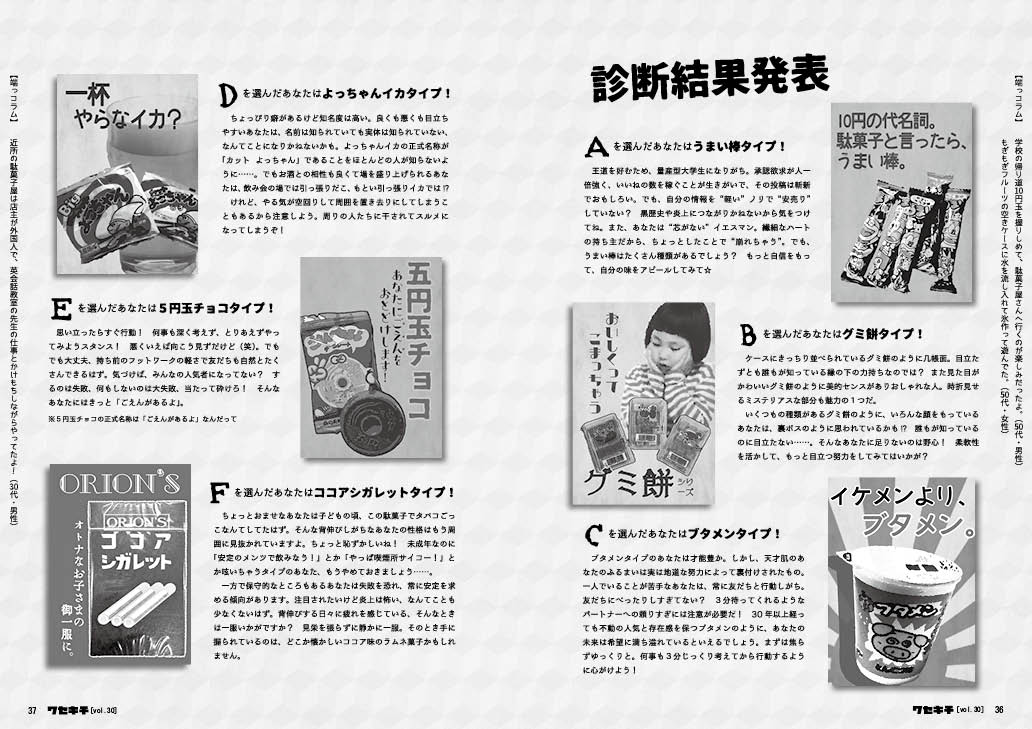 診断結果発表
Aを選んだあなたはうまい棒タイプ！
王道を好むため、量産型大学生になりがち。承認欲求が人一
倍強く、いいねの数を稼ぐことが生きがいで、その投稿は斬新
でおもしろい。でも、自分の情報を“軽い”ノリで“安売り”
していない？　黒歴史や炎上につながりかねないから気をつけ
てね。また、あなたは“芯がない”イエスマン。繊細なハート
の持ち主だから、ちょっとしたことで“崩れちゃう”。でも、
うまい棒はたくさん種類があるでしょう？　もっと自信をもっ
て、自分の味をアピールしてみて☆
10円の代名詞。
駄菓子と言ったら、
うまい棒。
おいしくって
こまっちゃう
グミ餅シリーズ
Bを選んだあなたはグミ餅タイプ！
ケースにきっちり並べられているグミ餅のように几帳面。目立た
ずとも誰もが知っている縁の下の力持ちなのでは？　また見た目が
かわいいグミ餅のように美的センスがありおしゃれな人。時折見せ
るミステリアスな部分も魅力の１つだ。
いくつもの種類があるグミ餅のように、いろんな顔をもっている
あなたは、裏ボスのように思われているかも!?　誰もが知っている
のに目立たない……。そんなあなたに足りないのは野心！　柔軟性
を活かして、もっと目立つ努力をしてみてはいかが？
Cを選んだあなたはブタメンタイプ！
ブタメンタイプのあなたは才能豊か。しかし、天才肌のあ
なたのふるまいは実は地道な努力によって裏付けされたもの。
一人でいることが苦手なあなたは、常に友だちと行動しがち。
友だちにべったりしすぎてない？　３分待ってくれるような
パートナーへの頼りすぎには注意が必要だ！　30年以上経っ
ても不動の人気と存在感を保つブタメンのように、あなたの
未来は希望に満ち溢れているといえるでしょう。まずは焦ら
ずゆっくりと。何事も３分じっくり考えてから行動するよう
に心がけよう！
イケメンより、
ブタメン。
ブタメン
とんこつ味
【端っコラム】　学校の帰り道10円玉を握りしめて、駄菓子屋さんへ行くのが楽しみだったよ。（50代・男性）
もぎもぎフルーツの空きケースに水を流し入れて氷作って遊んでた。（50代・女性）
ワセキチ[vol.30]　36
一杯
やらなイカ？
BIG
よっちゃん
Dを選んだあなたはよっちゃんイカタイプ！
ちょっぴり癖があるけど知名度は高い。良くも悪くも目立ち
やすいあなたは、名前は知られていても実体は知られていない、
なんてことになりかねないかも。よっちゃんイカの正式名称が
「カット よっちゃん」であることをほとんどの人が知らないよ
うに……。でもお酒との相性も良くて場を盛り上げられるあな
たは、飲み会の場では引っ張りだこ、もとい引っ張りイカでは!?
けれど、やる気が空回りして周囲を置き去りにしてしまうこ
ともあるから注意しよう。周りの人たちに干されてスルメに
なってしまうぞ！
Eを選んだあなたは５円玉チョコタイプ！
思い立ったらすぐ行動！　何事も深く考えず、とりあえずやっ
てみようスタンス！　悪くいえば向こう見ずだけど（笑）。でも
でも大丈夫、持ち前のフットワークの軽さで友だちも自然とたく
さんできるはず。気づけば、みんなの人気者になってない？　す
るのは失敗、何もしないのは大失敗、当たって砕けろ！　そんな
あなたにはきっと「ごえんがあるよ」。
※５円玉チョコの正式名称は「ごえんがあるよ」なんだって
五円玉チョコ
あなたにごえんを
おとどけします！
ORION'S
オトナなお子さまの
御一服に。
ORION'S
ココア
シガレット
Fを選んだあなたはココアシガレットタイプ！
ちょっとおませなあなたは子どもの頃、この駄菓子でタバコごっ
こなんてしてたはず。そんな背伸びしがちなあなたの性格はもう周
囲に見抜かれていますよ。ちょっと恥ずかしいね！　未成年なのに
「安定のメンツで飲みなう！」とか「やっぱ喫煙所サイコー！」と
か呟いちゃうタイプのあなた、もうやめておきましょう……。
一方で保守的なところもあるあなたは失敗を恐れ、常に安定を求
める傾向があります。注目されたいけど炎上は怖い、なんてことも
少なくないはず。背伸びする日々に疲れを感じている、そんなとき
は一服いかがですか？　見栄を張らずに静かに一服。そのとき手に
握られているのは、どこか懐かしいココア味のラムネ菓子かもしれ
ません。
【端っコラム】　近所の駄菓子屋は店主が外国人で、英会話教室の先生の仕事とかけもちしながらやってたよ！（30代・男性）
37　ワセキチ[vol.30]